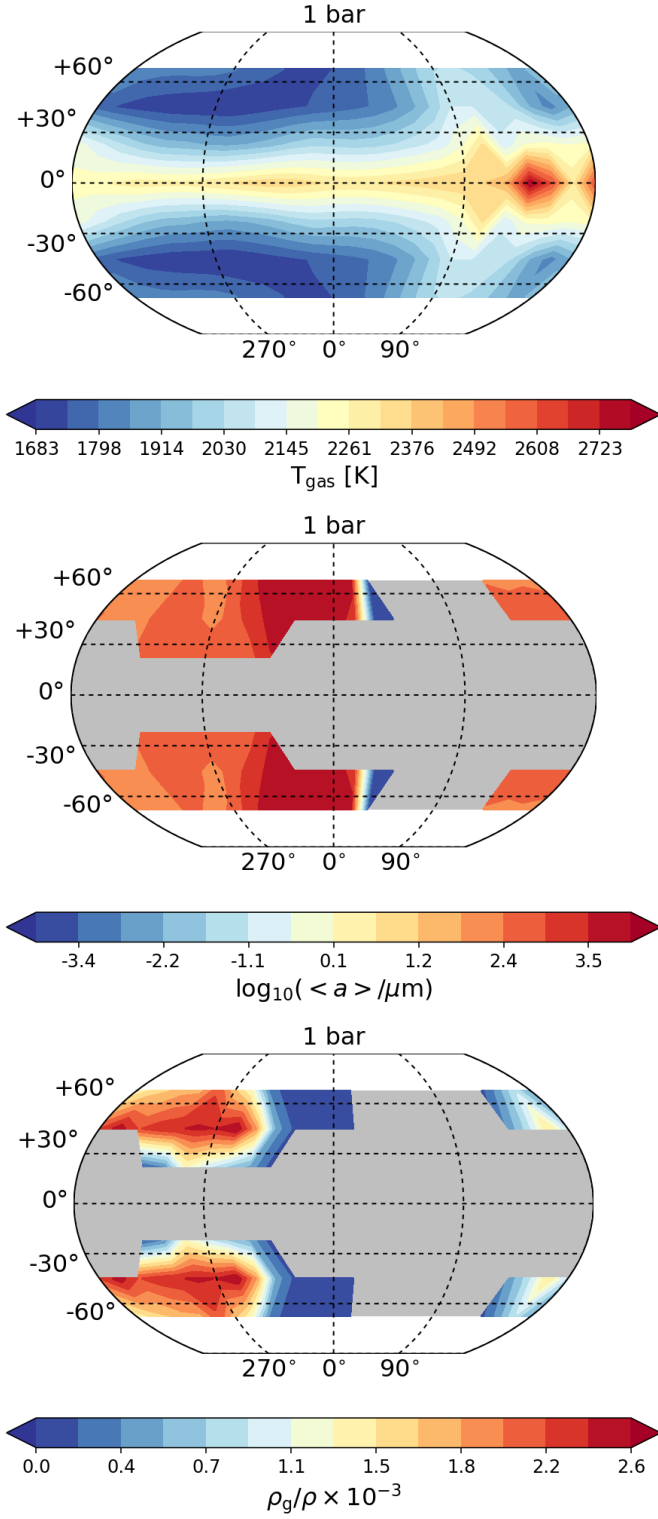 1 bar
+60°
+30°
0°
-30°
-60°
270° 0° 90°
1683 1798 1914 2030 2145 2261 2376 2492 2608 2723
T_gas [K]
1 bar
+60°
+30°
0°
-30°
-60°
270° 0° 90°
-3.4 -2.2 -1.1 0.1 1.2 2.4 3.5
log₁₀(<a>/μm)
1 bar
+60°
+30°
0°
-30°
-60°
270° 0° 90°
0.0 0.4 0.7 1.1 1.5 1.8 2.2 2.6
ρ_g/ρ × 10⁻³